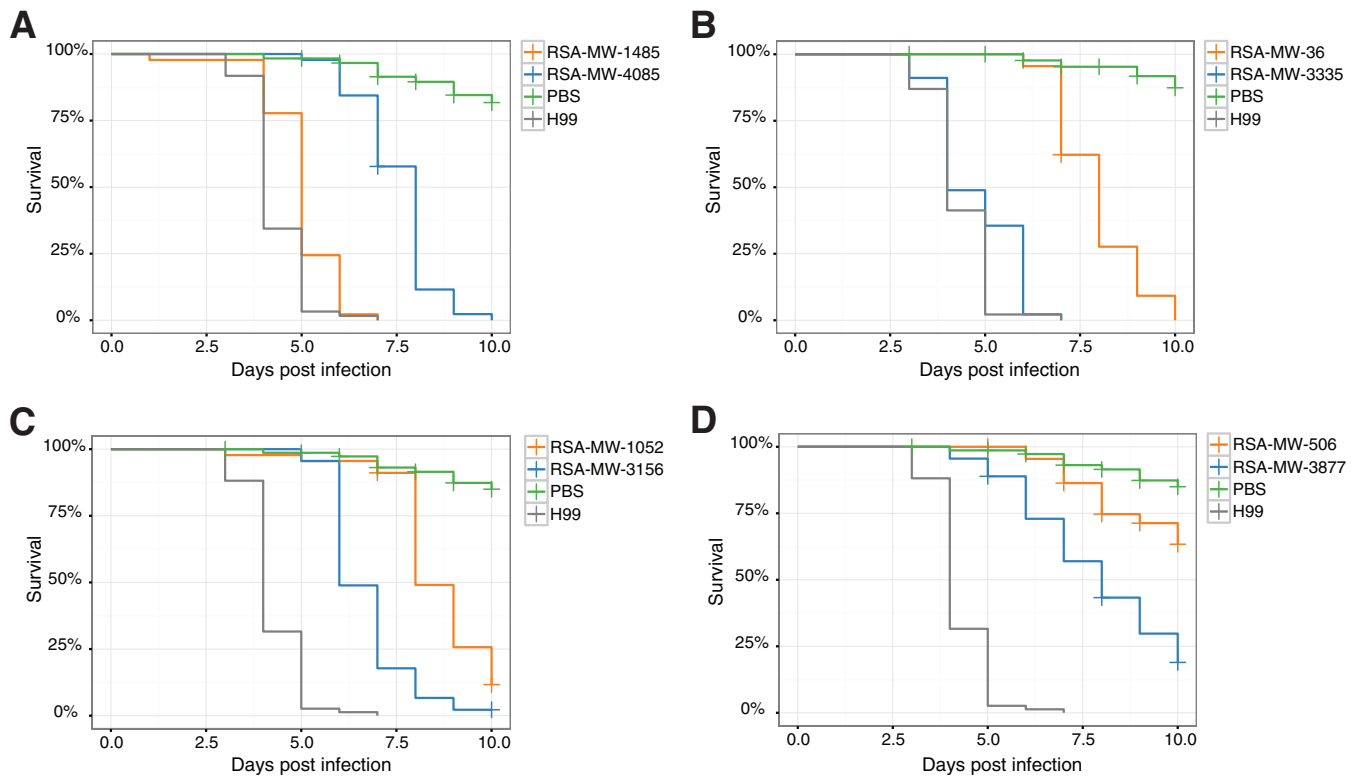 A
100%
75%
50%
25%
0%
Survival
0.0 2.5 5.0 7.5 10.0
Days post infection
RSA-MW-1485
RSA-MW-4085
PBS
H99
B
100%
75%
50%
25%
0%
Survival
0.0 2.5 5.0 7.5 10.0
Days post infection
RSA-MW-36
RSA-MW-3335
PBS
H99
C
100%
75%
50%
25%
0%
Survival
0.0 2.5 5.0 7.5 10.0
Days post infection
RSA-MW-1052
RSA-MW-3156
PBS
H99
D
100%
75%
50%
25%
0%
Survival
0.0 2.5 5.0 7.5 10.0
Days post infection
RSA-MW-506
RSA-MW-3877
PBS
H99